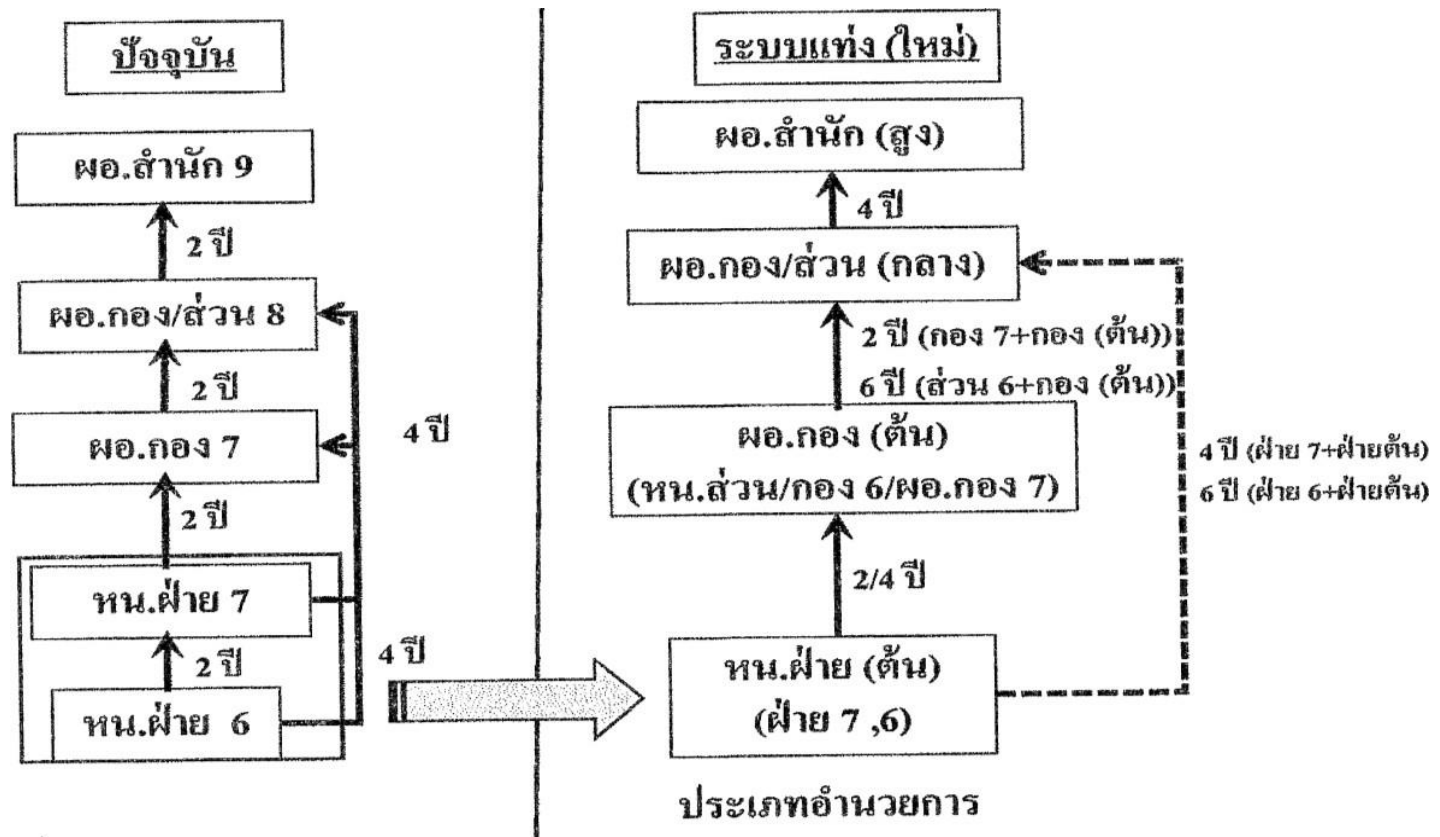 ปัจจุบัน
ผอ.สำนัก 9
2 ปี
ผอ.กอง/ส่วน 8
2 ปี
ผอ.กอง 7
4 ปี
2 ปี
หน.ฝ่าย 7
2 ปี
4 ปี
หน.ฝ่าย 6
ระบบแท่ง (ใหม่)
ผอ.สำนัก (สูง)
4 ปี
ผอ.กอง/ส่วน (กลาง)
2 ปี (กอง 7+กอง (ต้น))
6 ปี (ส่วน 6+กอง (ต้น))
ผอ.กอง (ต้น)
(หน.ส่วน/กอง 6/ผอ.กอง 7)
4 ปี (ฝ่าย 7+ฝ่ายต้น)
6 ปี (ฝ่าย 6+ฝ่ายต้น)
2/4 ปี
หน.ฝ่าย (ต้น)
(ฝ่าย 7 ,6)
ประเภทอำนวยการ